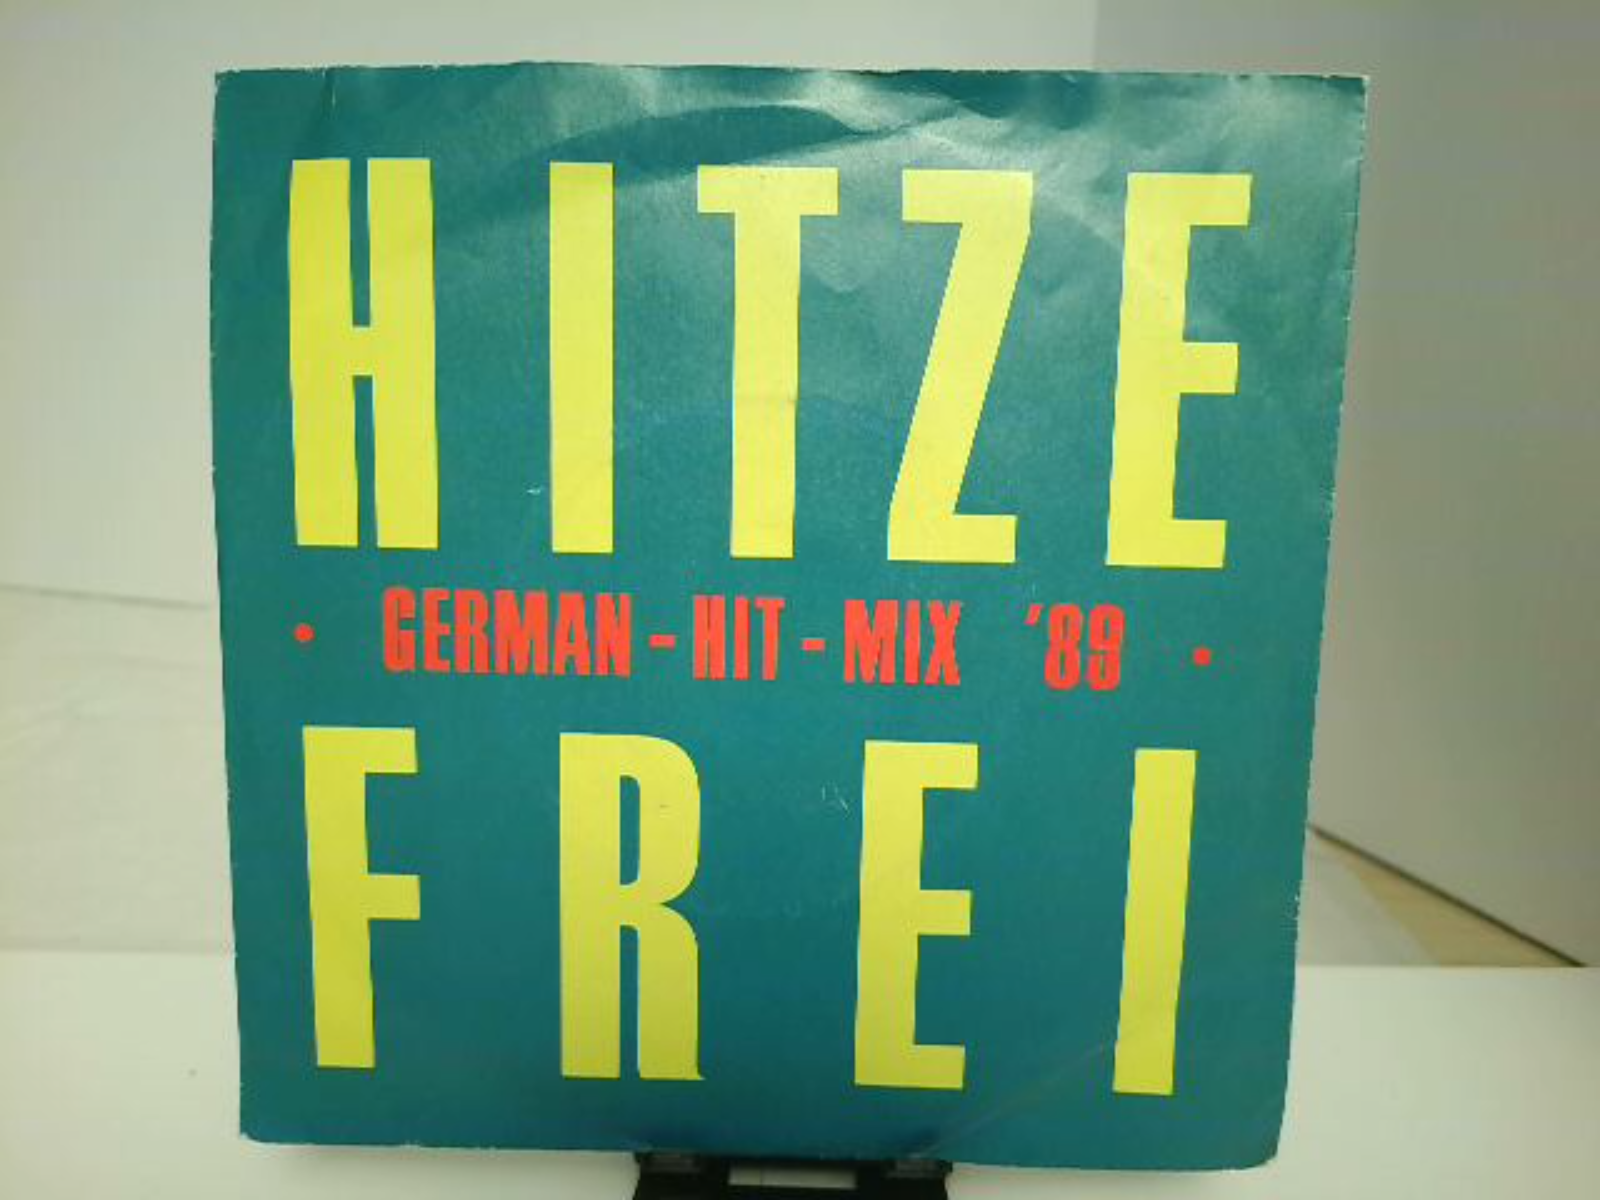 HITZE
• GERMAN-HIT-MIX '89 •
FREI